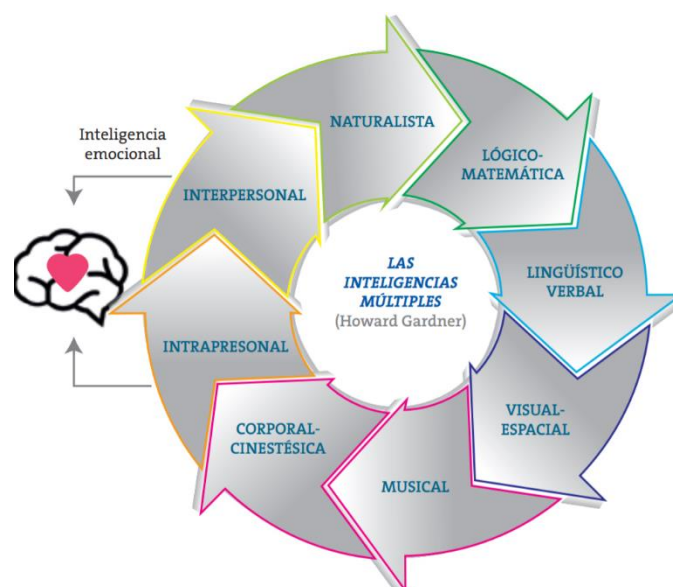 Inteligencia
emocional
NATURALISTA
LÓGICO-
MATEMÁTICA
LINGÜÍSTICO
VERBAL
VISUAL-
ESPACIAL
MUSICAL
CORPORAL-
CINESTÉSICA
INTRAPRESONAL
INTERPERSONAL
LAS
INTELIGENCIAS
MÚLTIPLES
(Howard Gardner)